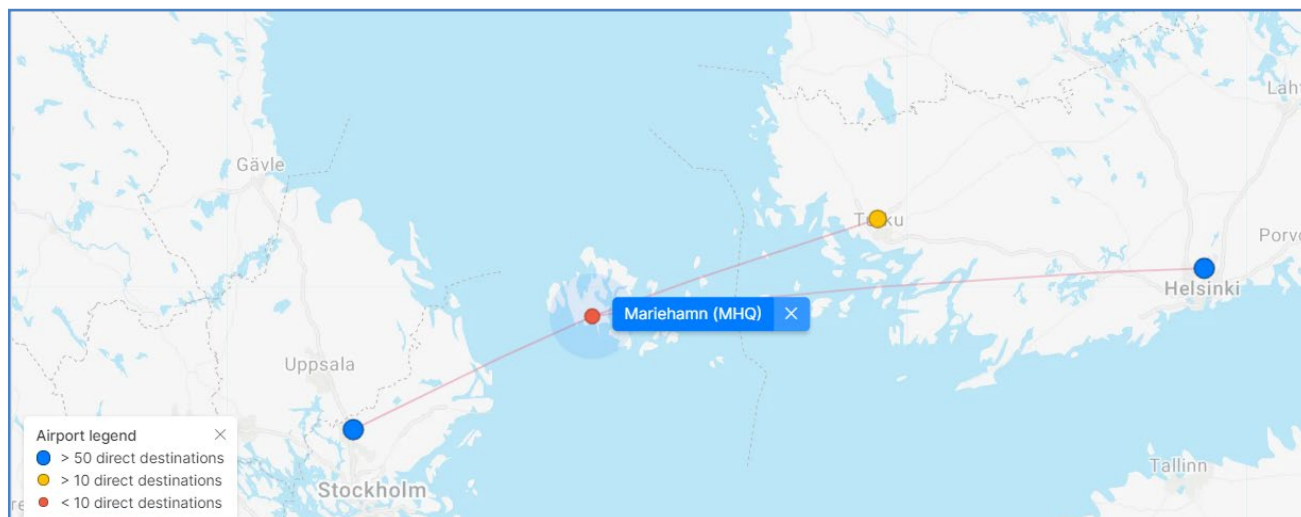 Gävle
Lah
Turku
Porvo
Helsinki
Mariehamn (MHQ)
Uppsala
Airport legend
> 50 direct destinations
> 10 direct destinations
< 10 direct destinations
Stockholm
Tallinn